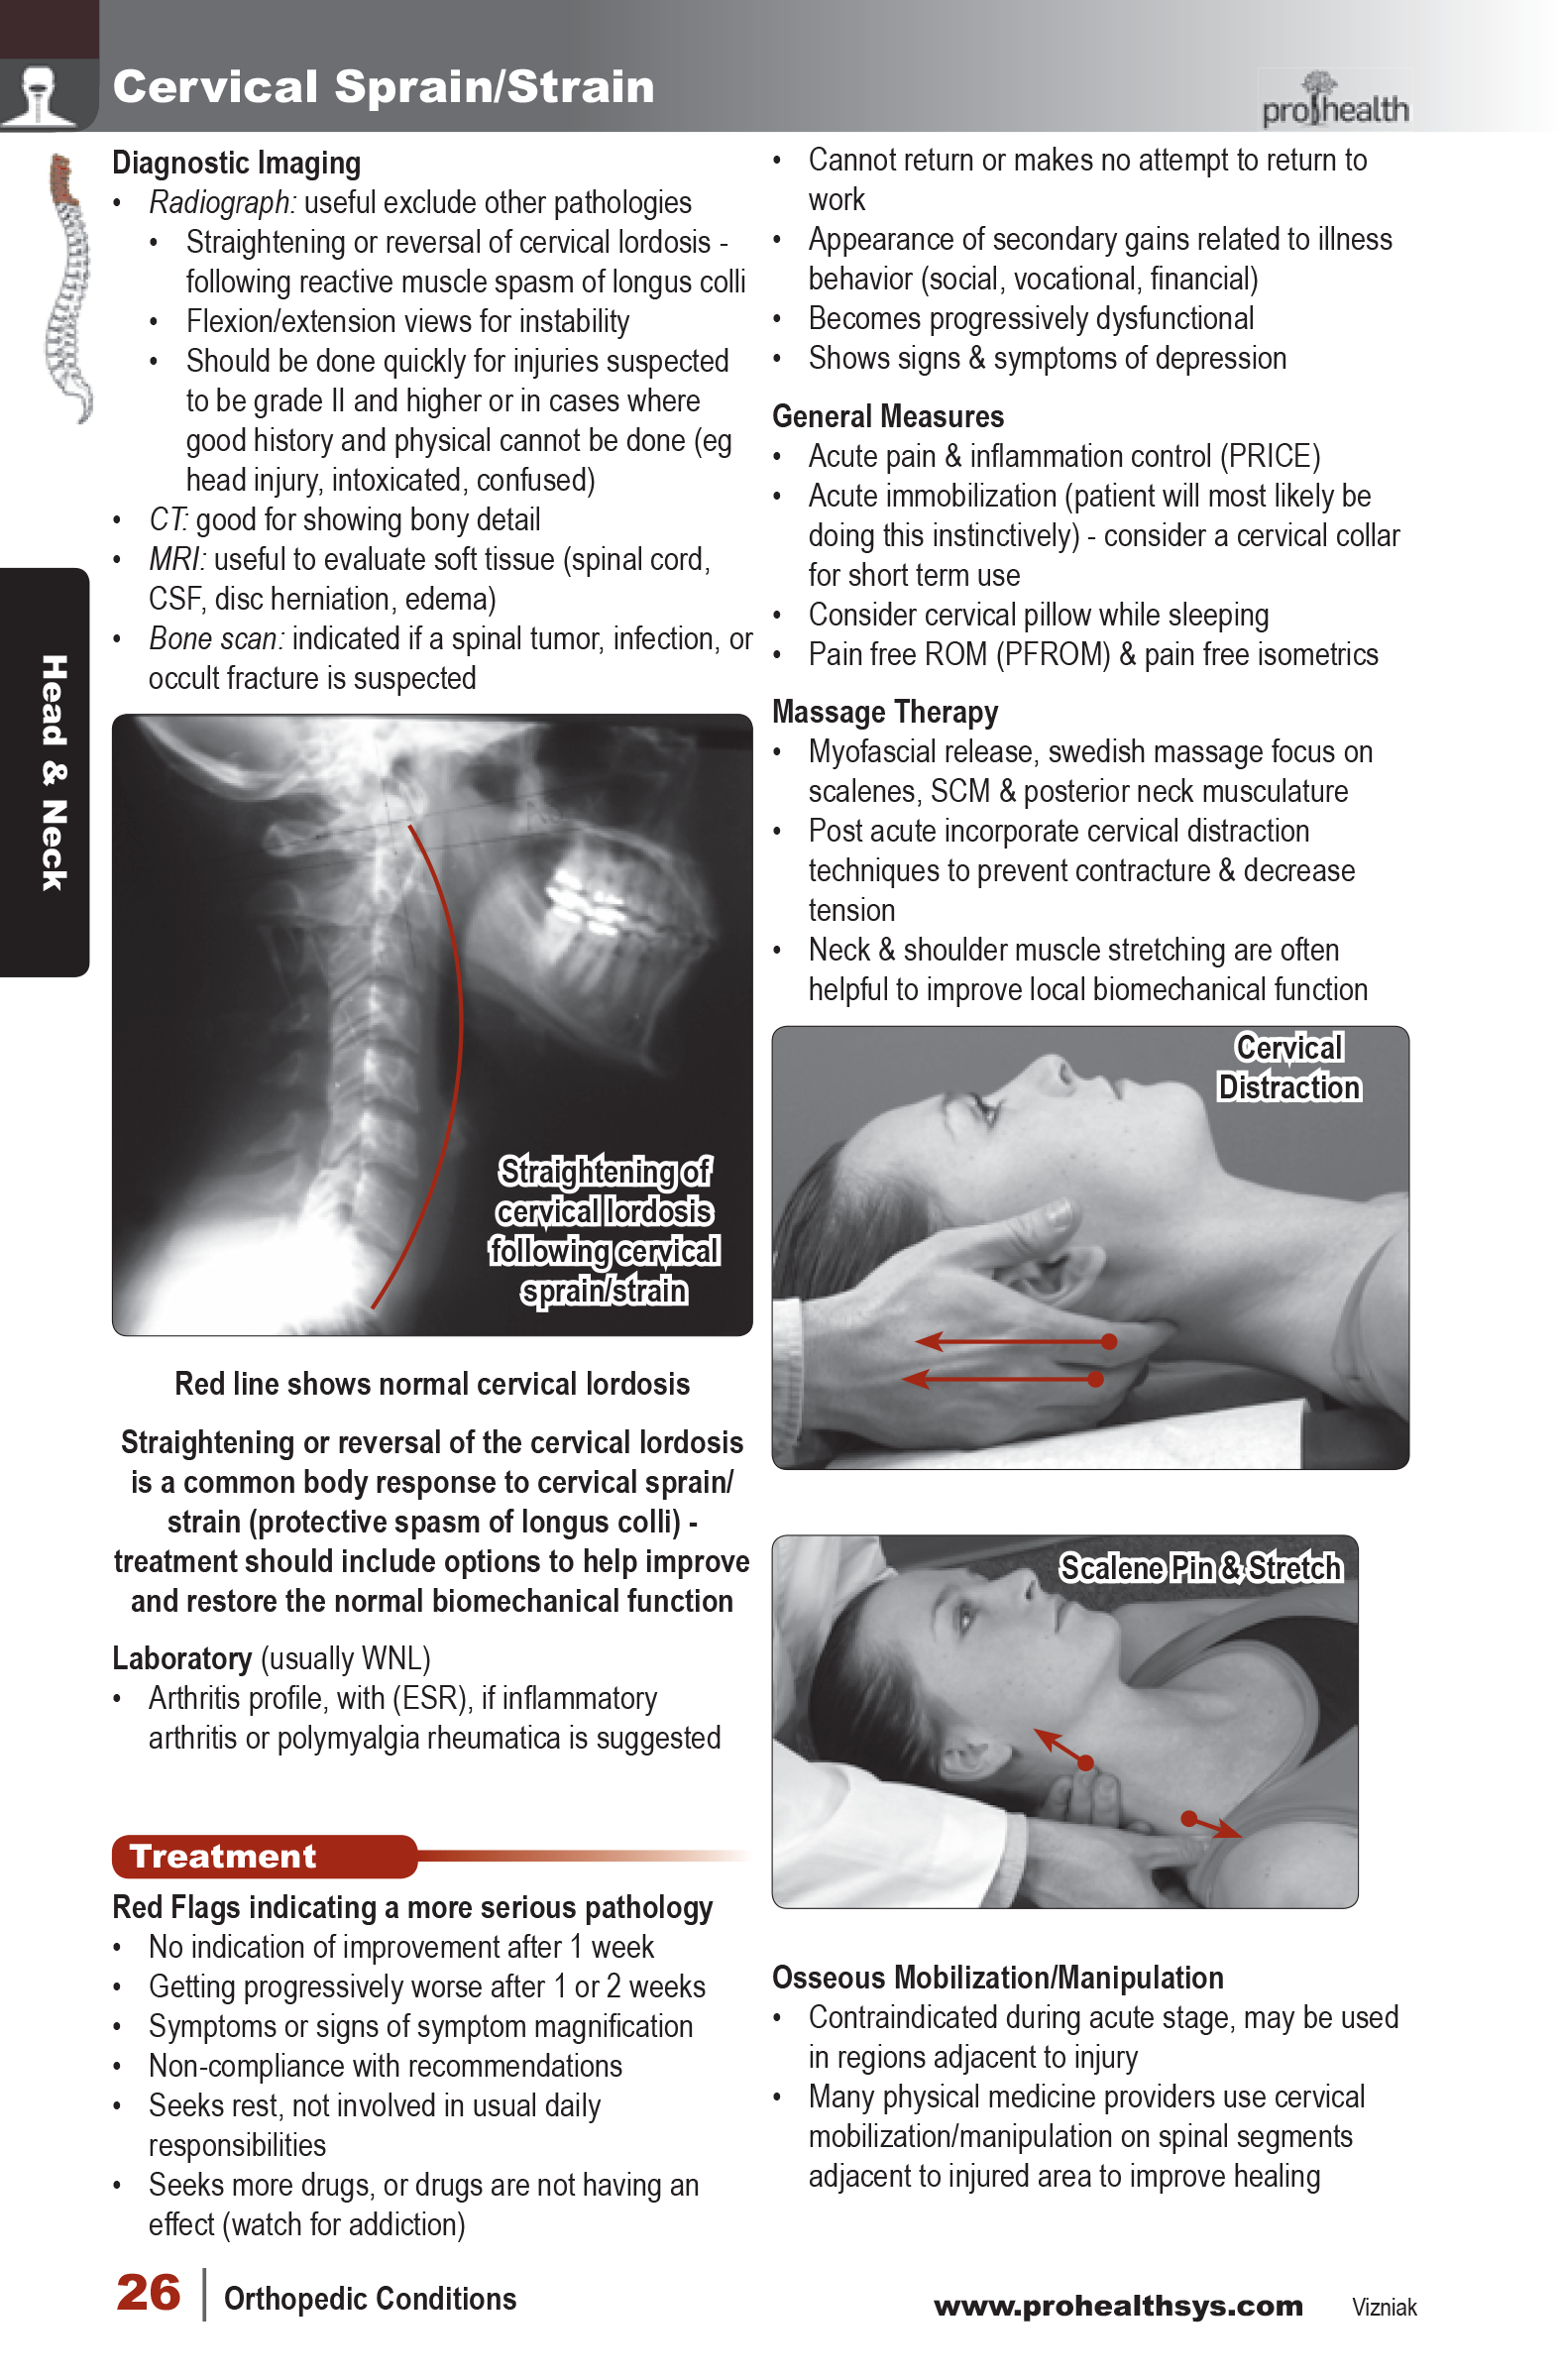 Cervical Sprain/Strain
prohealth
Head & Neck
Diagnostic Imaging
• Radiograph: useful exclude other pathologies
• Straightening or reversal of cervical lordosis -
following reactive muscle spasm of longus colli
• Flexion/extension views for instability
• Should be done quickly for injuries suspected
to be grade II and higher or in cases where
good history and physical cannot be done (eg
head injury, intoxicated, confused)
• CT: good for showing bony detail
• MRI: useful to evaluate soft tissue (spinal cord,
CSF, disc herniation, edema)
• Bone scan: indicated if a spinal tumor, infection, or
occult fracture is suspected
Straightening of
cervical lordosis
following cervical
sprain/strain
Red line shows normal cervical lordosis
Straightening or reversal of the cervical lordosis
is a common body response to cervical sprain/
strain (protective spasm of longus colli) -
treatment should include options to help improve
and restore the normal biomechanical function
Laboratory (usually WNL)
• Arthritis profile, with (ESR), if inflammatory
arthritis or polymyalgia rheumatica is suggested
Treatment
Red Flags indicating a more serious pathology
• No indication of improvement after 1 week
• Getting progressively worse after 1 or 2 weeks
• Symptoms or signs of symptom magnification
• Non-compliance with recommendations
• Seeks rest, not involved in usual daily
responsibilities
• Seeks more drugs, or drugs are not having an
effect (watch for addiction)
• Cannot return or makes no attempt to return to
work
• Appearance of secondary gains related to illness
behavior (social, vocational, financial)
• Becomes progressively dysfunctional
• Shows signs & symptoms of depression
General Measures
• Acute pain & inflammation control (PRICE)
• Acute immobilization (patient will most likely be
doing this instinctively) - consider a cervical collar
for short term use
• Consider cervical pillow while sleeping
• Pain free ROM (PFROM) & pain free isometrics
Massage Therapy
• Myofascial release, swedish massage focus on
scalenes, SCM & posterior neck musculature
• Post acute incorporate cervical distraction
techniques to prevent contracture & decrease
tension
• Neck & shoulder muscle stretching are often
helpful to improve local biomechanical function
Cervical
Distraction
Scalene Pin & Stretch
Osseous Mobilization/Manipulation
• Contraindicated during acute stage, may be used
in regions adjacent to injury
• Many physical medicine providers use cervical
mobilization/manipulation on spinal segments
adjacent to injured area to improve healing
26
Orthopedic Conditions
www.prohealthsys.com
Vizniak